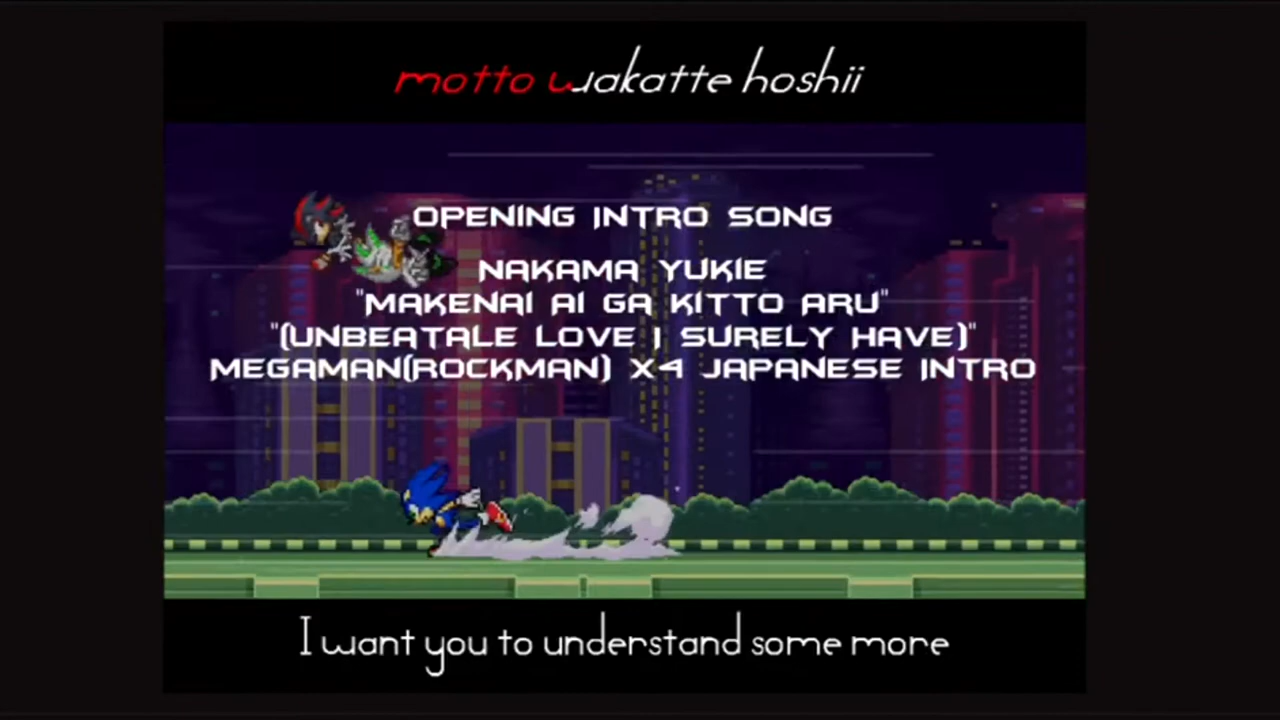 motto wakatte hoshii
OPENING INTRO SONG
NAKAMA YUKIE
"MAKENAI AI GA KITTO ARU"
"(UNBEATALE LOVE I SURELY HAVE)"
MEGAMAN(ROCKMAN) X4 JAPANESE INTRO
I want you to understand some more